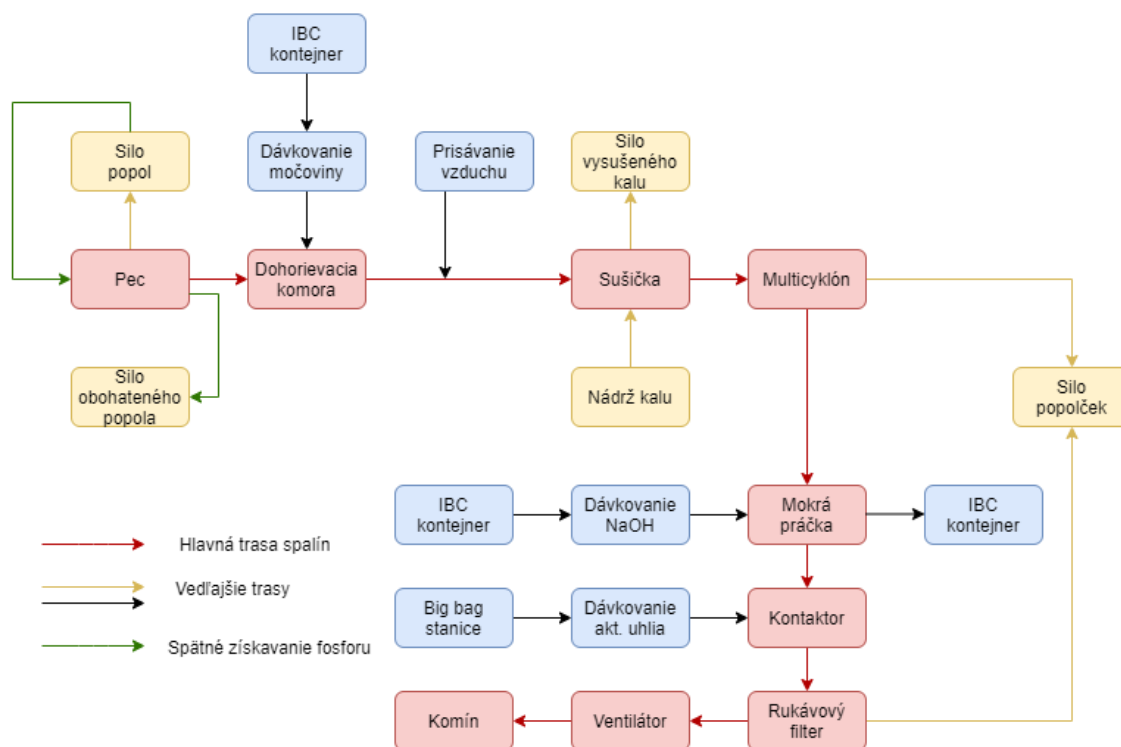 IBC
kontejner
Silo
popol
Dávkovanie
močoviny
Prisávanie
vzduchu
Silo
vysušeného
kalu
Pec
Dohorievacia
komora
Sušička
Multicyklón
Silo
obohateného
popola
Nádrž kalu
Silo
popolček
IBC
kontejner
Dávkovanie
NaOH
Mokrá
práčka
IBC
kontejner
Hlavná trasa spalín
Vedľajšie trasy
Big bag
stanice
Dávkovanie
akt. uhlia
Kontaktor
Spätné získavanie fosforu
Komín
Ventilátor
Rukávový
filter